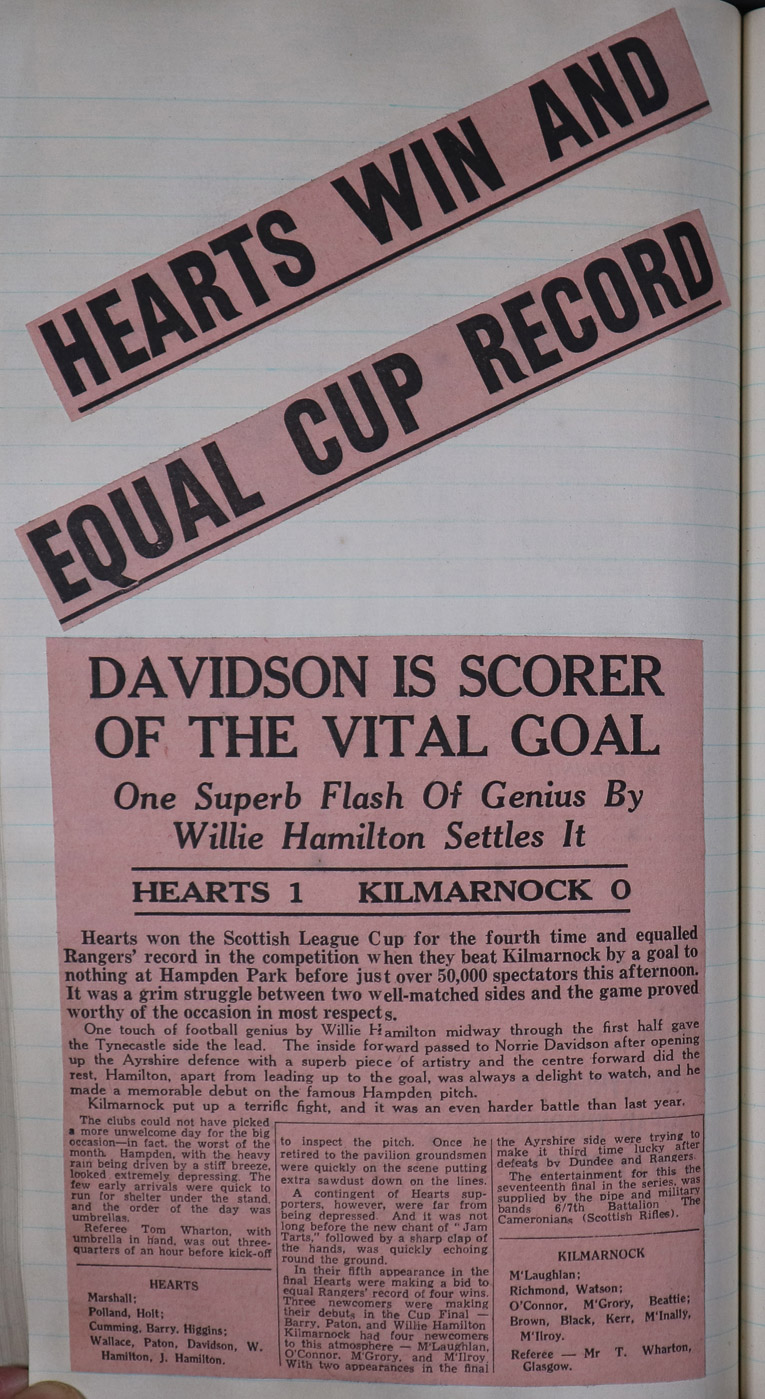 HEARTS WIN AND
EQUAL CUP RECORD
DAVIDSON IS SCORER
OF THE VITAL GOAL
One Superb Flash Of Genius By
Willie Hamilton Settles It
HEARTS 1 KILMARNOCK 0
Hearts won the Scottish League Cup for the fourth time and equalled
Rangers' record in the competition when they beat Kilmarnock by a goal to
nothing at Hampden Park before just over 50,000 spectators this afternoon.
It was a grim struggle between two well-matched sides and the game proved
worthy of the occasion in most respects.
One touch of football genius by Willie Hamilton midway through the first half gave
the Tynecastle side the lead. The inside forward passed to Norrie Davidson after opening
up the Ayrshire defence with a superb piece of artistry and the centre forward did the
rest, Hamilton, apart from leading up to the goal, was always a delight to watch, and he
made a memorable debut on the famous Hampden pitch.
Kilmarnock put up a terrific fight, and it was an even harder battle than last year.
The clubs could not have picked
a more unwelcome day for the big
occasion—in fact, the worst of the
month. Hampden, with the heavy
rain being driven by a stiff breeze,
looked extremely depressing. The
few early arrivals were quick to
run for shelter under the stand,
and the order of the day was
umbrellas.
Referee Tom Wharton, with
umbrella in hand, was out three-
quarters of an hour before kick-off
HEARTS
Marshall;
Polland, Holt;
Cumming, Barry, Higgins;
Wallace, Paton, Davidson, W.
Hamilton, J. Hamilton.
to inspect the pitch. Once he
retired to the pavilion groundsmen
were quickly on the scene putting
extra sawdust down on the lines.
A contingent of Hearts sup-
porters, however, were far from
being depressed. And it was not
long before the new chant of "Jam
Tarts," followed by a sharp clap of
the hands, was quickly echoing
round the ground.
In their fifth appearance in the
final Hearts were making a bid to
equal Rangers' record of four wins.
Three newcomers were making
their debuts in the Cup Final —
Barry, Paton, and Willie Hamilton
Kilmarnock had four newcomers
to this atmosphere — M'Laughlan,
O'Connor, M'Grory, and M'Ilroy
With two appearances in the final
the Ayrshire side were trying to
make it third time lucky after
defeats by Dundee and Rangers.
The entertainment for this the
seventeenth final in the series, was
supplied by the pipe and military
bands 6/7th Battalion The
Cameronians (Scottish Rifles).
KILMARNOCK
M'Laughlan;
Richmond, Watson;
O'Connor, M'Grory, Beattie;
Brown, Black, Kerr, M'Inally,
M'Ilroy.
Referee — Mr T. Wharton,
Glasgow.